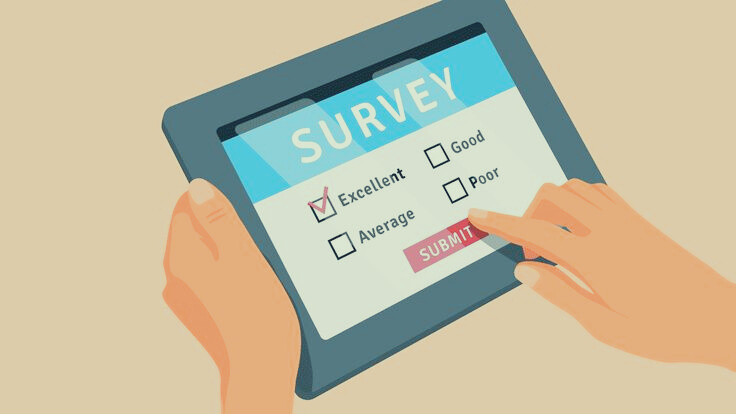 SURVEY
Excellent Good
Average Poor
SUBMIT